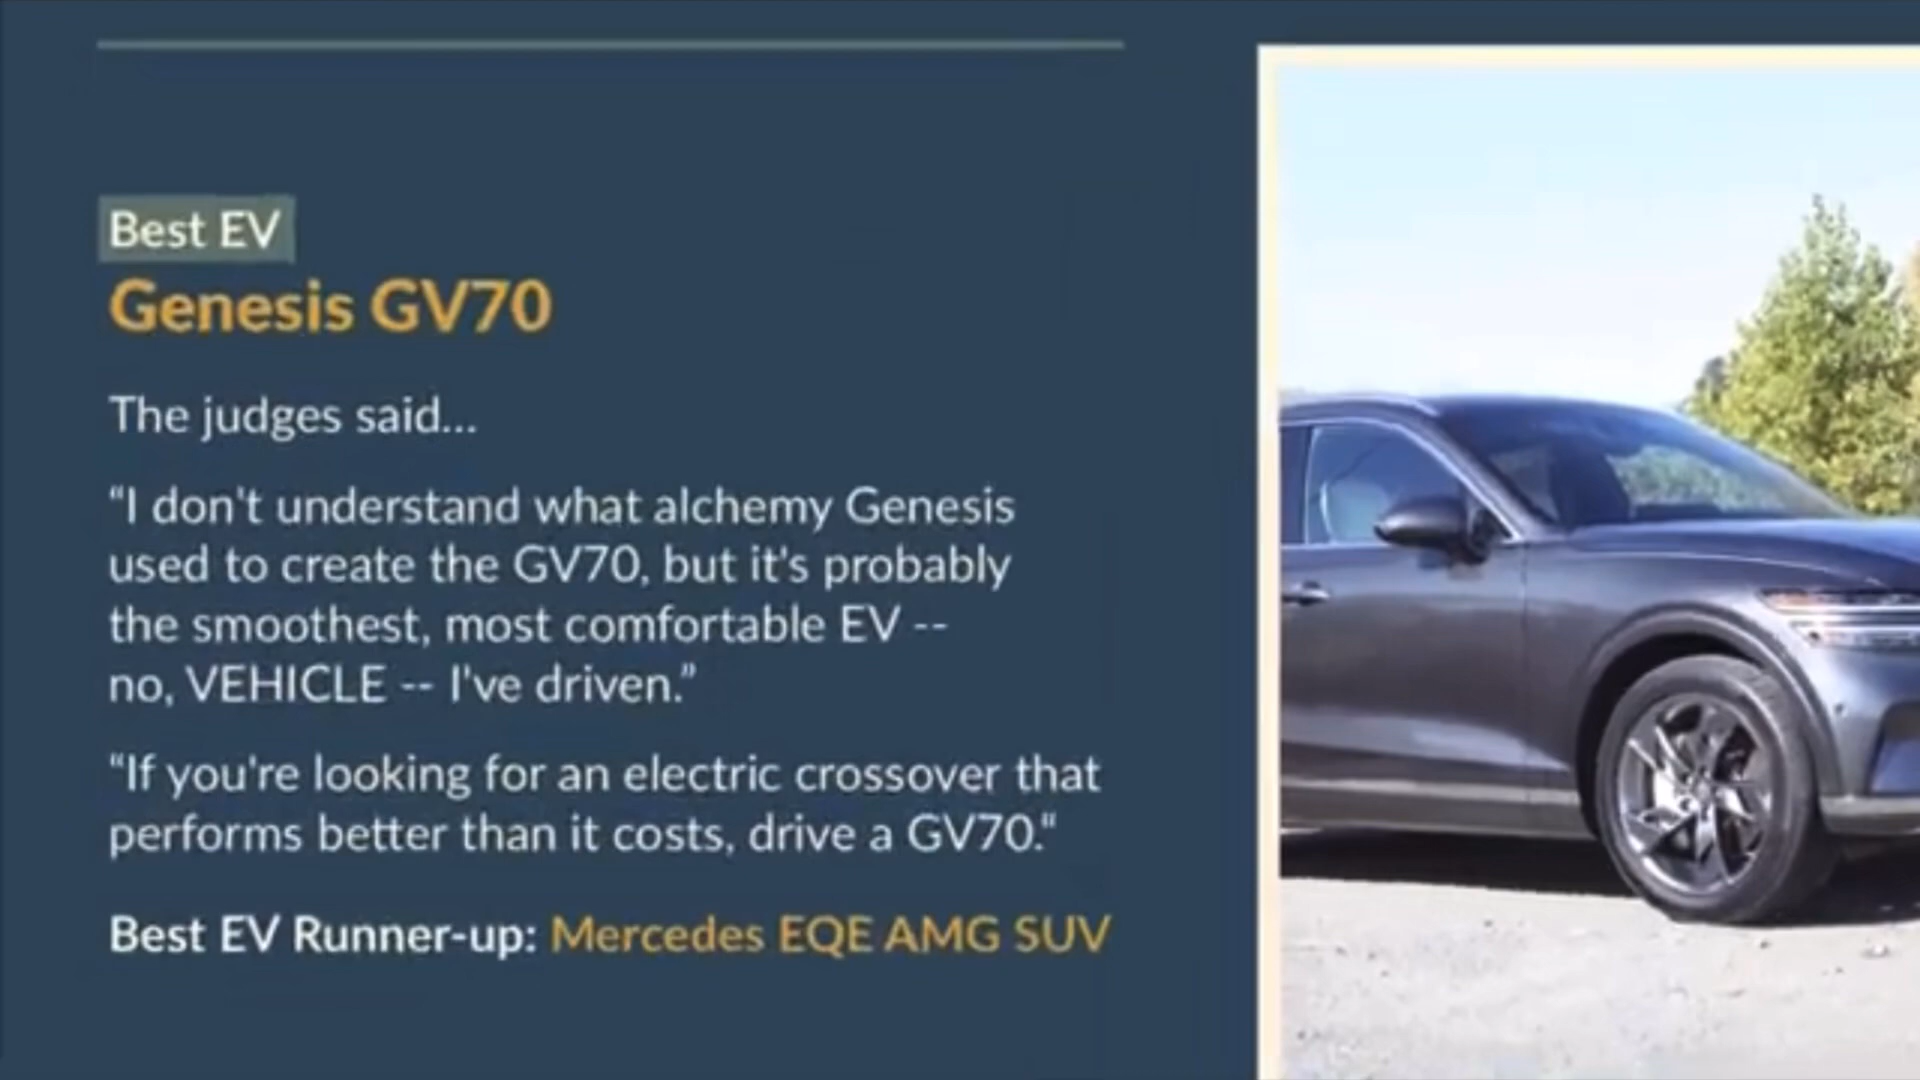 Best EV
Genesis GV70
The judges said...
“I don't understand what alchemy Genesis
used to create the GV70, but it's probably
the smoothest, most comfortable EV --
no, VEHICLE -- I've driven.”
“If you're looking for an electric crossover that
performs better than it costs, drive a GV70.“
Best EV Runner-up: Mercedes EQE AMG SUV